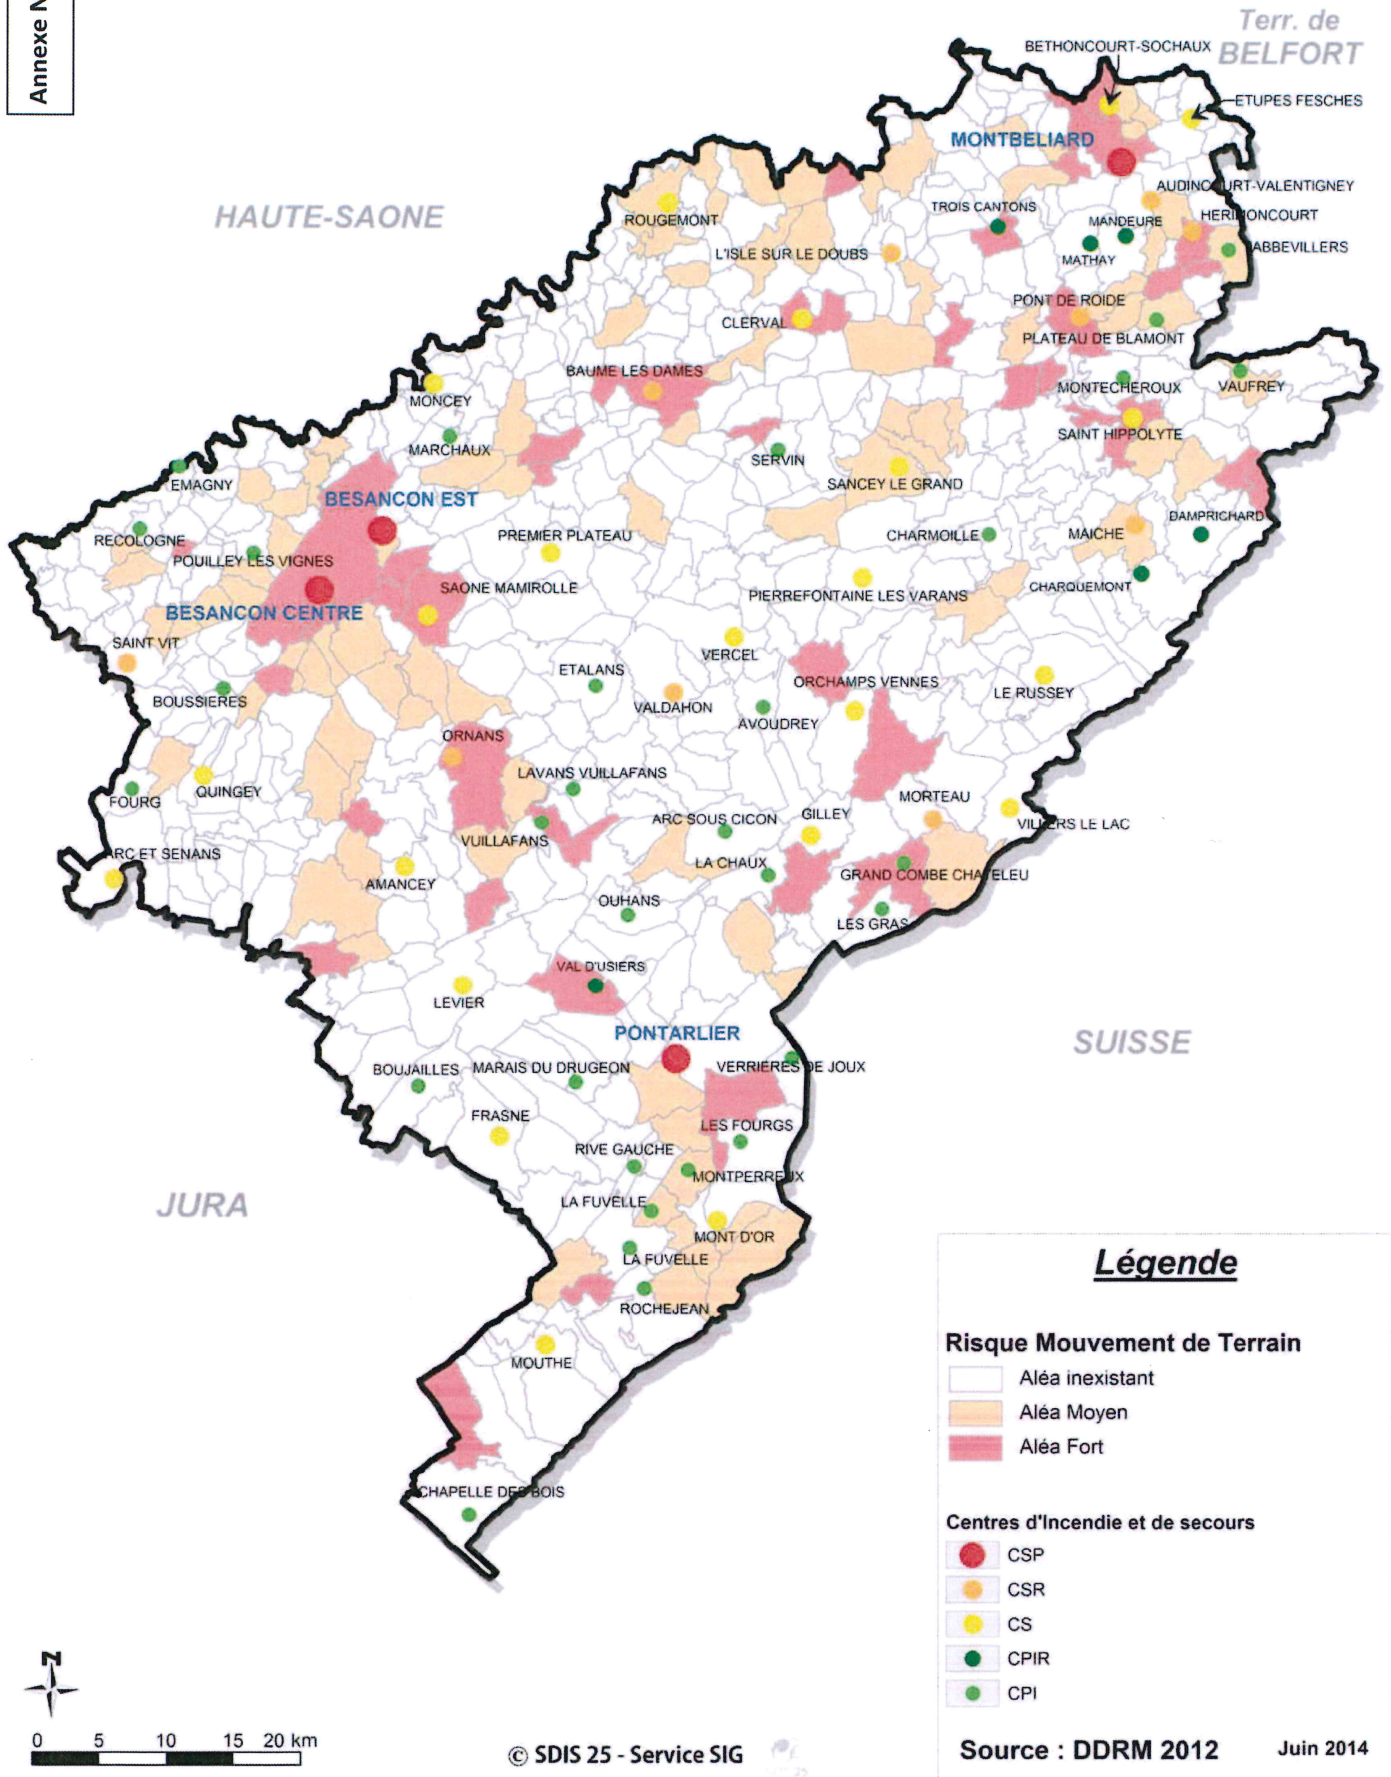 Annexe N
Terr. de
BELFORT
BETHONCOURT-SOCHAUX
ETUPES FESCHES
MONTBELIARD
AUDINCOURT-VALENTIGNEY
HAUTE-SAONE
ROUGEMONT
TROIS CANTONS
MANDEURE
HERIMONCOURT
L'ISLE SUR LE DOUBS
MATHAY
ABBEVILLERS
CLERVAL
PONT DE ROIDE
PLATEAU DE BLAMONT
BAUME LES DAMES
MONTECHEROUX
VAUFREY
MONCEY
MARCHAUX
SAINT HIPPOLYTE
SERVIN
EMAGNY
SANCEY LE GRAND
BESANCON EST
DAMPRICHARD
RECOLOGNE
PREMIER PLATEAU
CHARMOILLE
MAICHE
POUILLEY LES VIGNES
SAONE MAMIROLLE
PIERREFONTAINE LES VARANS
CHARQUEMONT
BESANCON CENTRE
SAINT VIT
VERCEL
ETALANS
ORCHAMPS VENNES
LE RUSSEY
BOUSSIERES
VALDAHON
AVOUDREY
ORNANS
LAVANS VUILLAFANS
FOURG
QUINGEY
MORTEAU
ARC SOUS CICON
GILLEY
VILLERS LE LAC
VUILLAFANS
ARC ET SENANS
LA CHAUX
GRAND COMBE CHATELEU
AMANCEY
OUHANS
LES GRAS
VAL D'USIERS
LEVIER
PONTARLIER
SUISSE
BOUJAILLES
MARAIS DU DRUGEON
VERRIERES DE JOUX
FRASNE
LES FOURGS
RIVE GAUCHE
MONTPERREUX
JURA
LA FUVELLE
MONT D'OR
LA FUVELLE
ROCHEJEAN
MOUTHE
CHAPELLE DES BOIS
Légende
Risque Mouvement de Terrain
Aléa inexistant
Aléa Moyen
Aléa Fort
Centres d'Incendie et de secours
CSP
CSR
CS
CPIR
CPI
N
0 5 10 15 20 km
© SDIS 25 - Service SIG
Source : DDRM 2012
Juin 2014